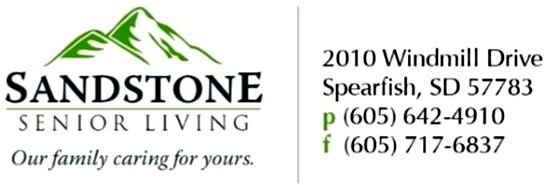 SANDSTONE
SENIOR LIVING
Our family caring for yours.
2010 Windmill Drive
Spearfish, SD 57783
p (605) 642-4910
f (605) 717-6837